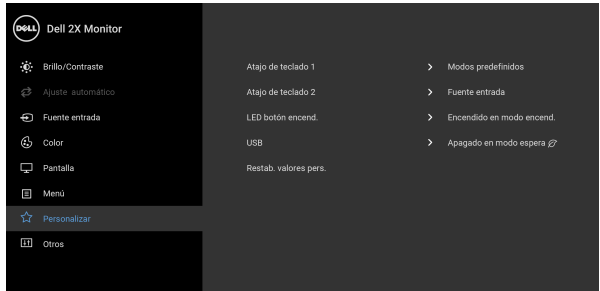 DELL Dell 2X Monitor
Brillo/Contraste
Ajuste automático
Fuente entrada
Color
Pantalla
Menú
Personalizar
Otros
Atajo de teclado 1 > Modos predefinidos
Atajo de teclado 2 > Fuente entrada
LED botón encend. > Encendido en modo encend.
USB > Apagado en modo espera
Restab. valores pers.